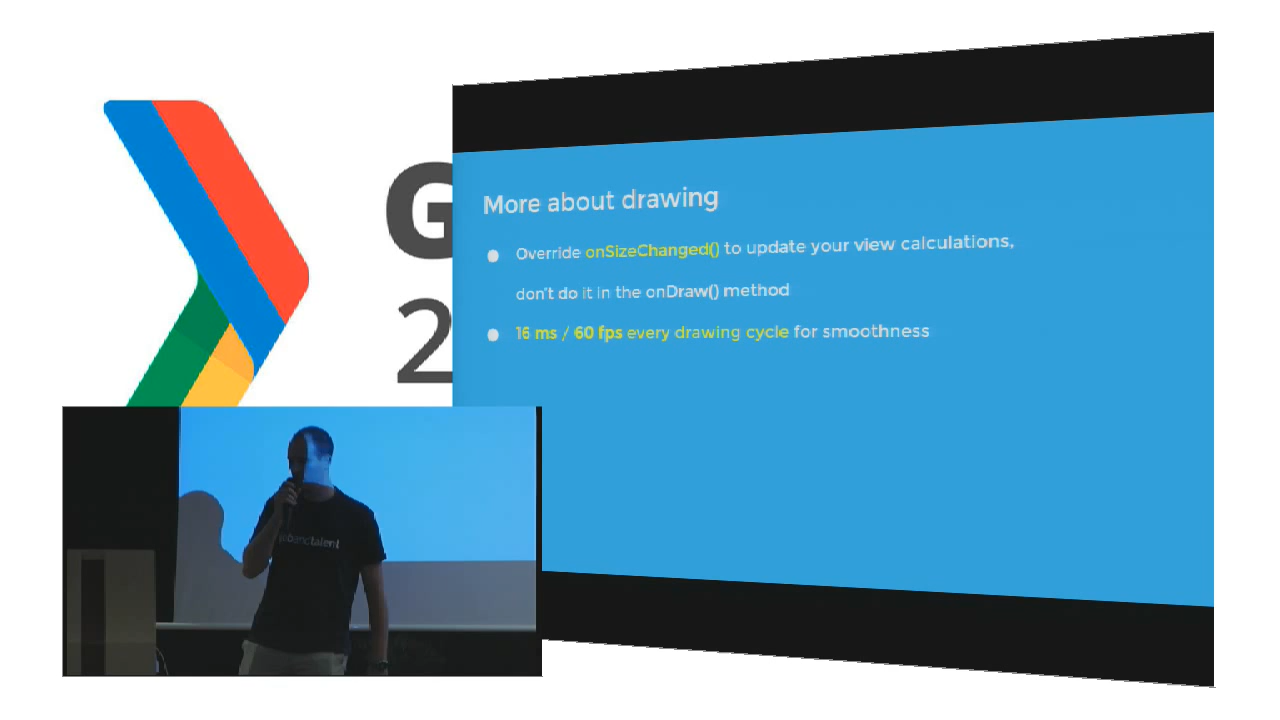 G
2
More about drawing
Override onSizeChanged() to update your view calculations,
don't do it in the onDraw() method
16 ms / 60 fps every drawing cycle for smoothness